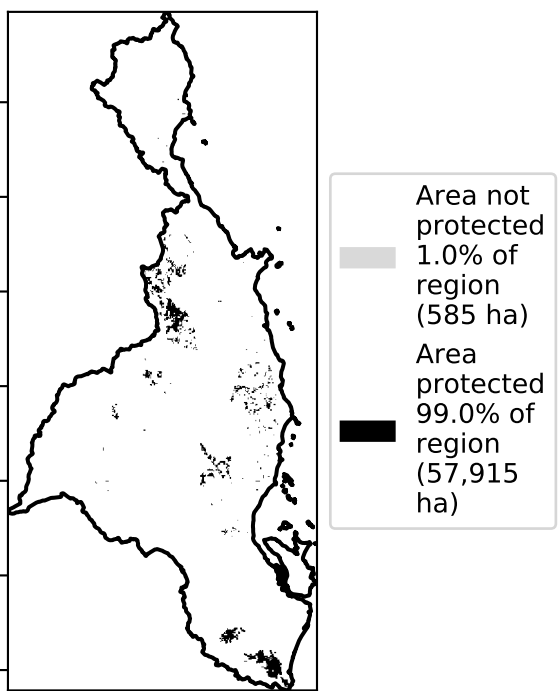 Area not
protected
1.0% of
region
(585 ha)
Area
protected
99.0% of
region
(57,915
ha)